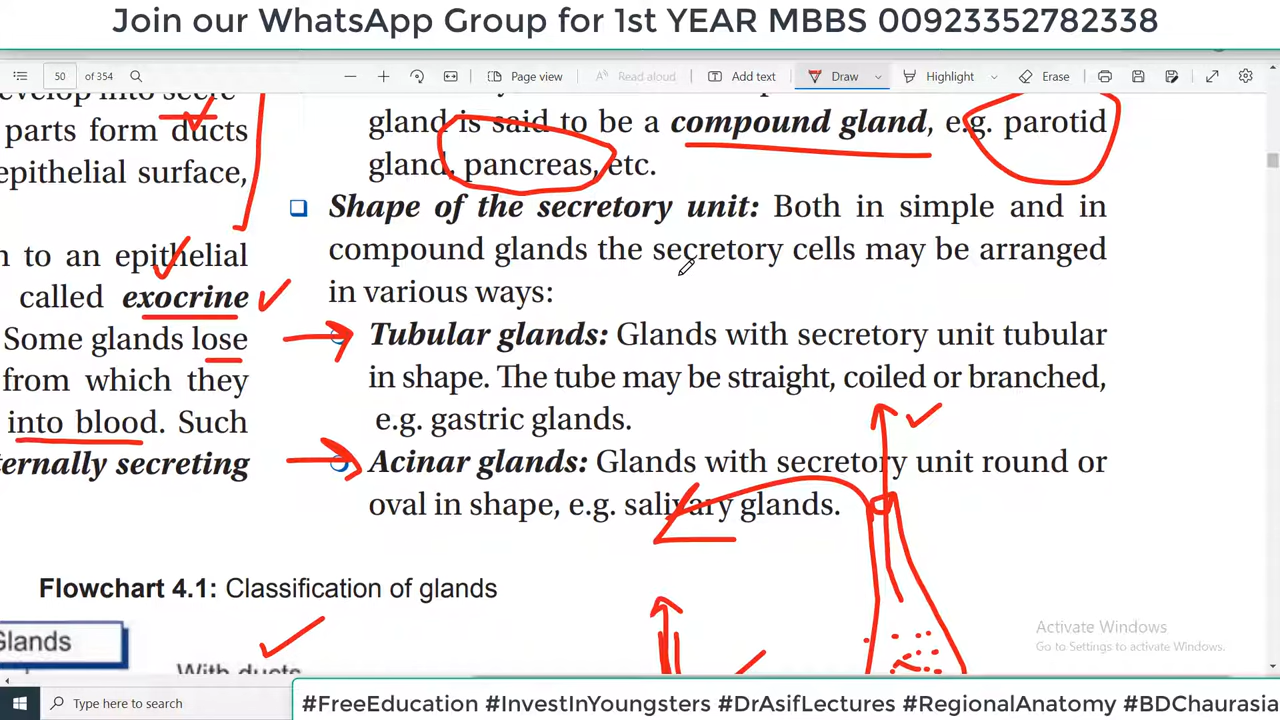 Join our WhatsApp Group for 1st YEAR MBBS 00923352782338
50 of 354
Page view
Read aloud
Add text
Draw
Highlight
Erase
parts form ducts
epithelial surface,
to an epithelial
called exocrine
Some glands lose
from which they
into blood. Such
ternally secreting
gland is said to be a compound gland, e.g. parotid
gland, pancreas, etc.
Shape of the secretory unit: Both in simple and in
compound glands the secretory cells may be arranged
in various ways:
Tubular glands: Glands with secretory unit tubular
in shape. The tube may be straight, coiled or branched,
e.g. gastric glands.
Acinar glands: Glands with secretory unit round or
oval in shape, e.g. salivary glands.
Flowchart 4.1: Classification of glands
Glands
With ducts
Activate Windows
Go to Settings to activate Windows.
Type here to search
#FreeEducation #InvestInYoungsters #DrAsifLectures #RegionalAnatomy #BDChaurasia